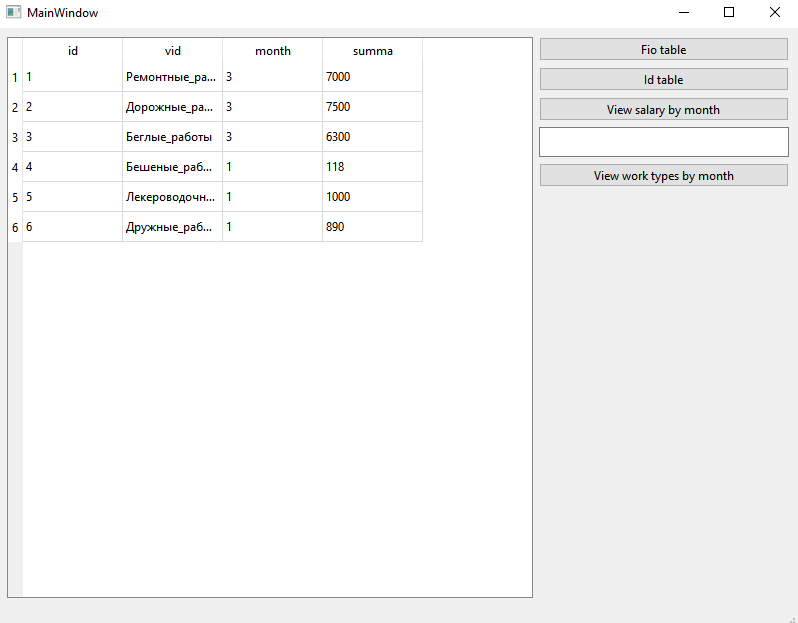 MainWindow
id vid month summa
1 1 Ремонтные_ра... 3 7000
2 2 Дорожные_ра... 3 7500
3 3 Беглые_работы 3 6300
4 4 Бешеные_раб... 1 118
5 5 Лекероводочн... 1 1000
6 6 Дружные_раб... 1 890
Fio table
Id table
View salary by month
View work types by month